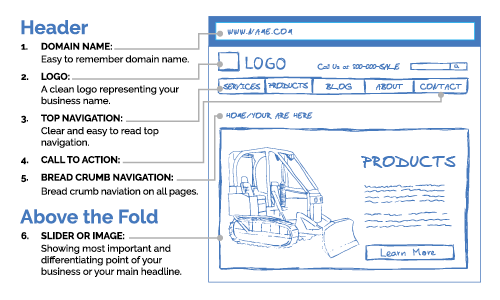 Header
1. DOMAIN NAME:
Easy to remember domain name.
2. LOGO:
A clean logo representing your
business name.
3. TOP NAVIGATION:
Clear and easy to read top
navigation.
4. CALL TO ACTION:
5. BREAD CRUMB NAVIGATION:
Bread crumb naviation on all pages.
Above the Fold
6. SLIDER OR IMAGE:
Showing most important and
differentiating point of your
business or your main headline.
WWW.NAME.COM
LOGO
Call Us at 200-000-SALE
SERVICES PRODUCTS BLOG ABOUT CONTACT
HOME/YOUR ARE HERE
PRODUCTS
Learn More